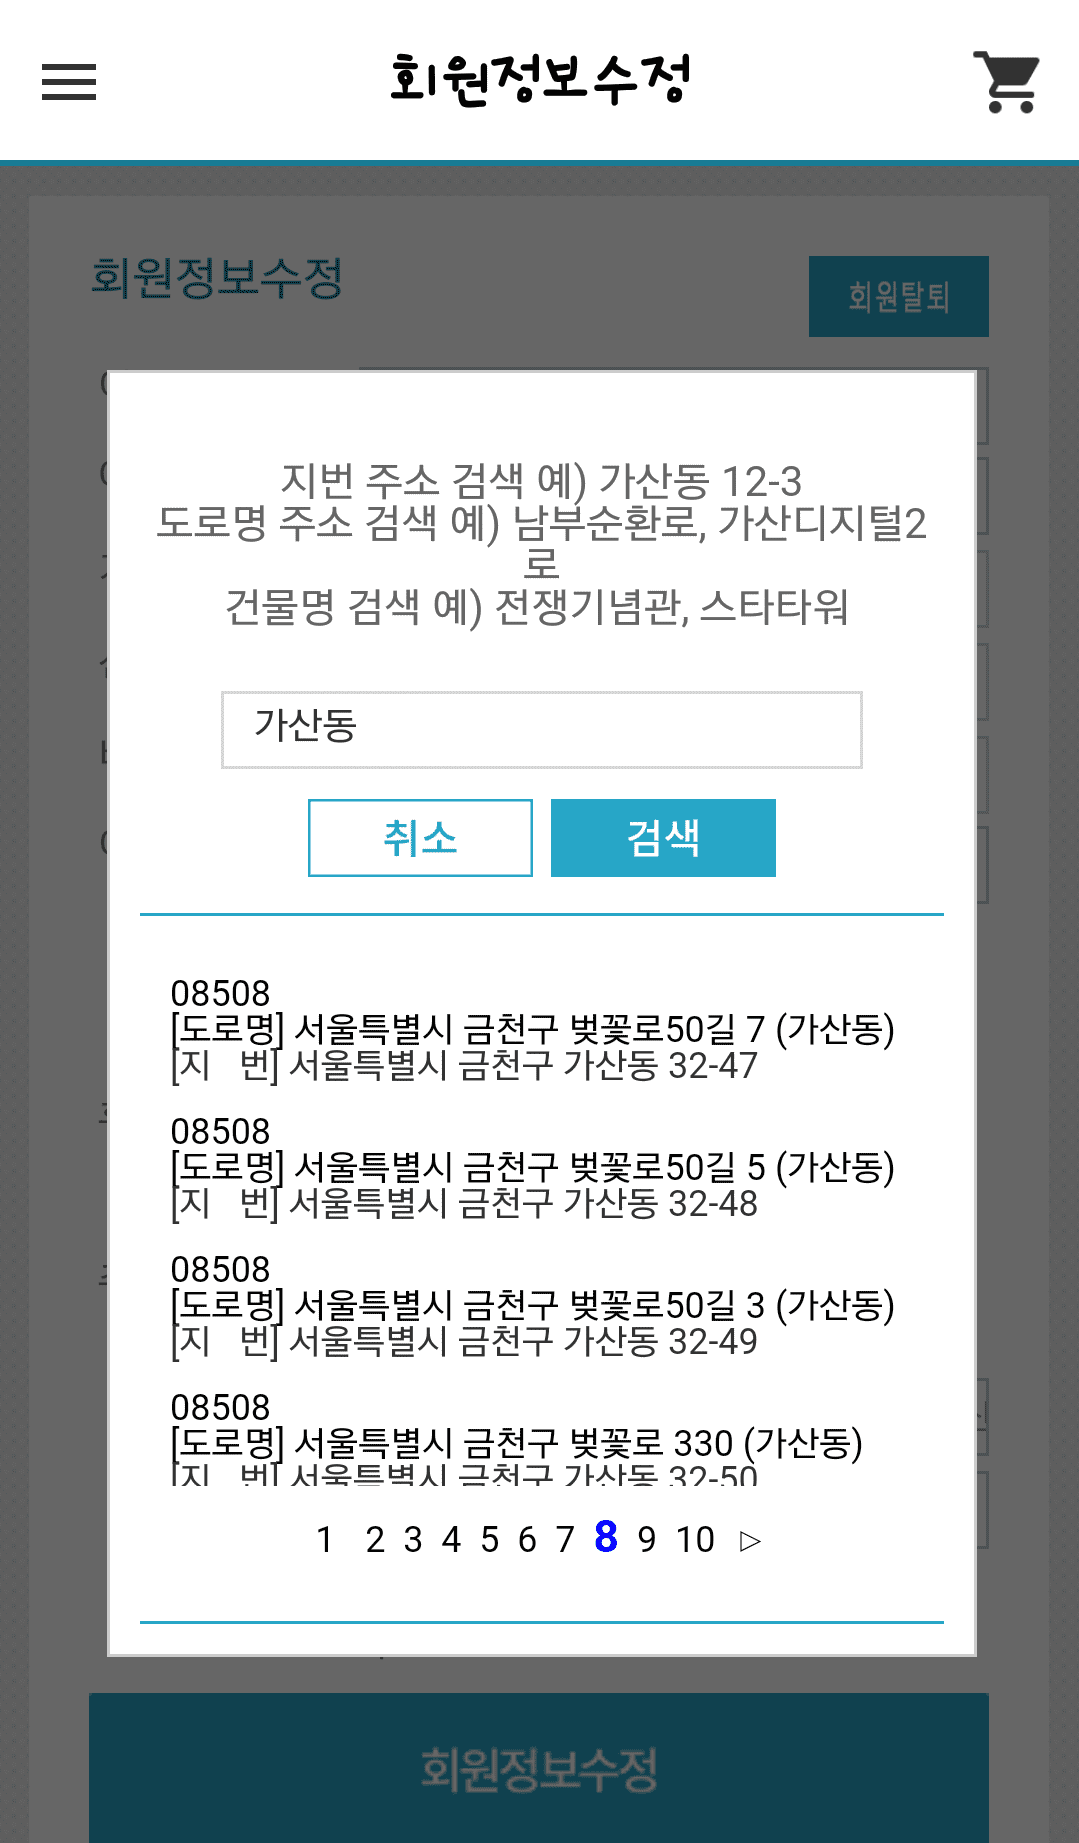 회원정보수정
회원정보수정
회원탈퇴
지번 주소 검색 예) 가산동 12-3
도로명 주소 검색 예) 남부순환로, 가산디지털2
로
건물명 검색 예) 전쟁기념관, 스타타워
가산동
취소 검색
08508
[도로명] 서울특별시 금천구 벚꽃로50길 7 (가산동)
[지 번] 서울특별시 금천구 가산동 32-47
08508
[도로명] 서울특별시 금천구 벚꽃로50길 5 (가산동)
[지 번] 서울특별시 금천구 가산동 32-48
08508
[도로명] 서울특별시 금천구 벚꽃로50길 3 (가산동)
[지 번] 서울특별시 금천구 가산동 32-49
08508
[도로명] 서울특별시 금천구 벚꽃로 330 (가산동)
[지 번] 서울특별시 금천구 가산동 32-50
1 2 3 4 5 6 7 8 9 10 ▷
회원정보수정